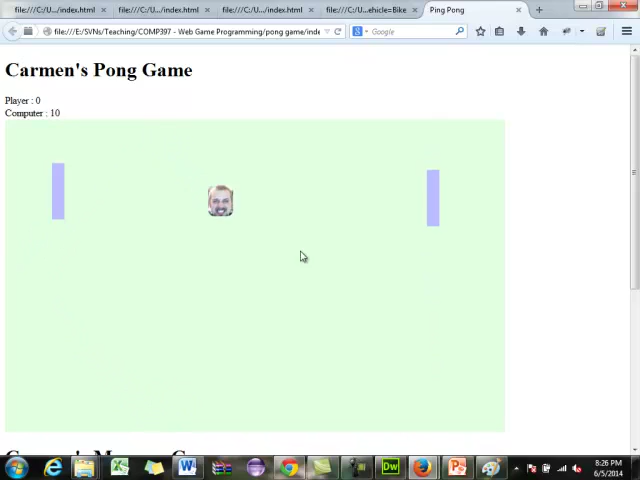 file:///C:/U.../index.html
file:///C:/U.../index.html
file:///C:/U.../index.html
file:///C:/U...ehicle=Bike
Ping Pong
file:///E:/SVNs/Teaching/COMP397 - Web Game Programming/pong game/inde
Google
Carmen's Pong Game
Player : 0
Computer : 10
8:26 PM
6/5/2014